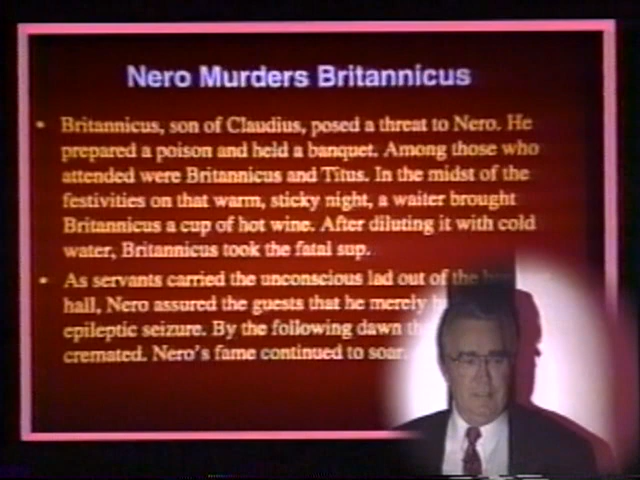 Nero Murders Britannicus
• Britannicus, son of Claudius, posed a threat to Nero. He
prepared a poison and held a banquet. Among those who
attended were Britannicus and Titus. In the midst of the
festivities on that warm, sticky night, a waiter brought
Britannicus a cup of hot wine. After diluting it with cold
water, Britannicus took the fatal sup.
• As servants carried the unconscious lad out of the
hall, Nero assured the guests that he merely
epileptic seizure. By the following dawn
cremated. Nero's fame continued to soar.